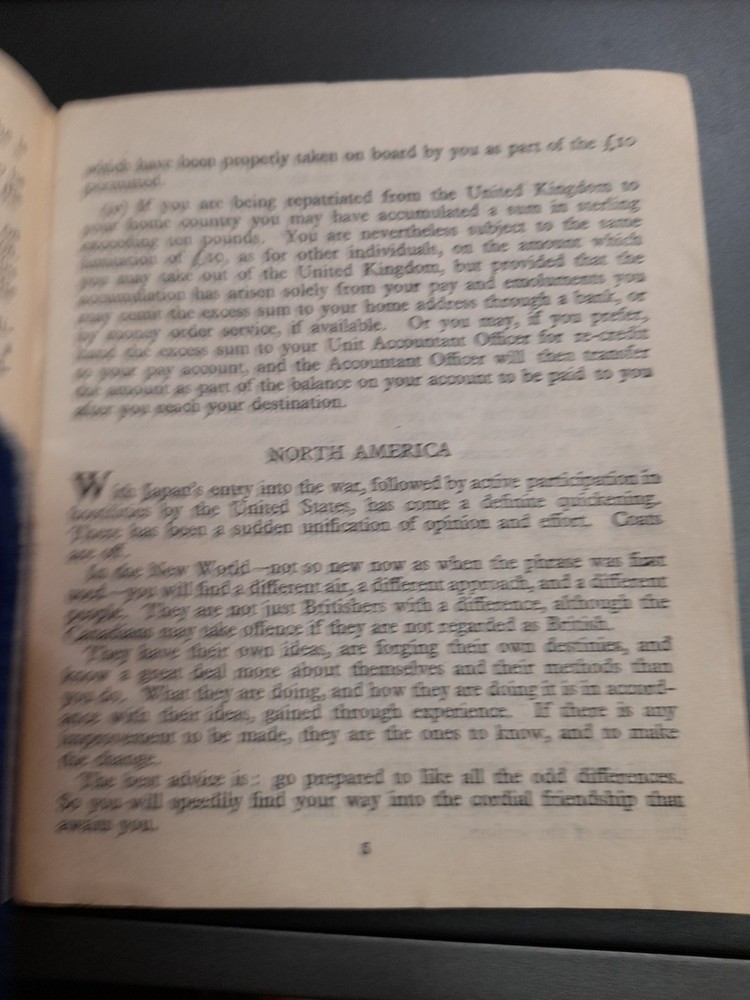 which have been properly taken on board by you as part of the £10
permitted.
If you are being repatriated from the United Kingdom to
your home country you may have accumulated a sum in sterling
exceeding ten pounds. You are nevertheless subject to the same
limitation of £10, as for other individuals, on the amount which
you may take out of the United Kingdom, but provided that the
accumulation has arisen solely from your pay and emoluments you
may remit the excess sum to your home address through a bank, or
by money order service, if available. Or you may, if you prefer,
hand the excess sum to your Unit Accountant Officer for re-credit
to your pay account, and the Accountant Officer will then transfer
the amount as part of the balance on your account to be paid to you
after you reach your destination.
NORTH AMERICA
With Japan's entry into the war, followed by active participation in
hostilities by the United States, has come a definite quickening.
There has been a sudden unification of opinion and effort. Coats
are off.
In the New World—not so new now as when the phrase was first
used—you will find a different air, a different approach, and a different
people. They are not just Britishers with a difference, although the
Canadians may take offence if they are not regarded as British.
They have their own ideas, are forging their own destinies, and
know a great deal more about themselves and their methods than
you do. What they are doing, and how they are doing it is in accord-
ance with their ideas, gained through experience. If there is any
improvement to be made, they are the ones to know, and to make
the change.
The best advice is: go prepared to like all the odd differences.
So you will speedily find your way into the cordial friendship that
awaits you.
5